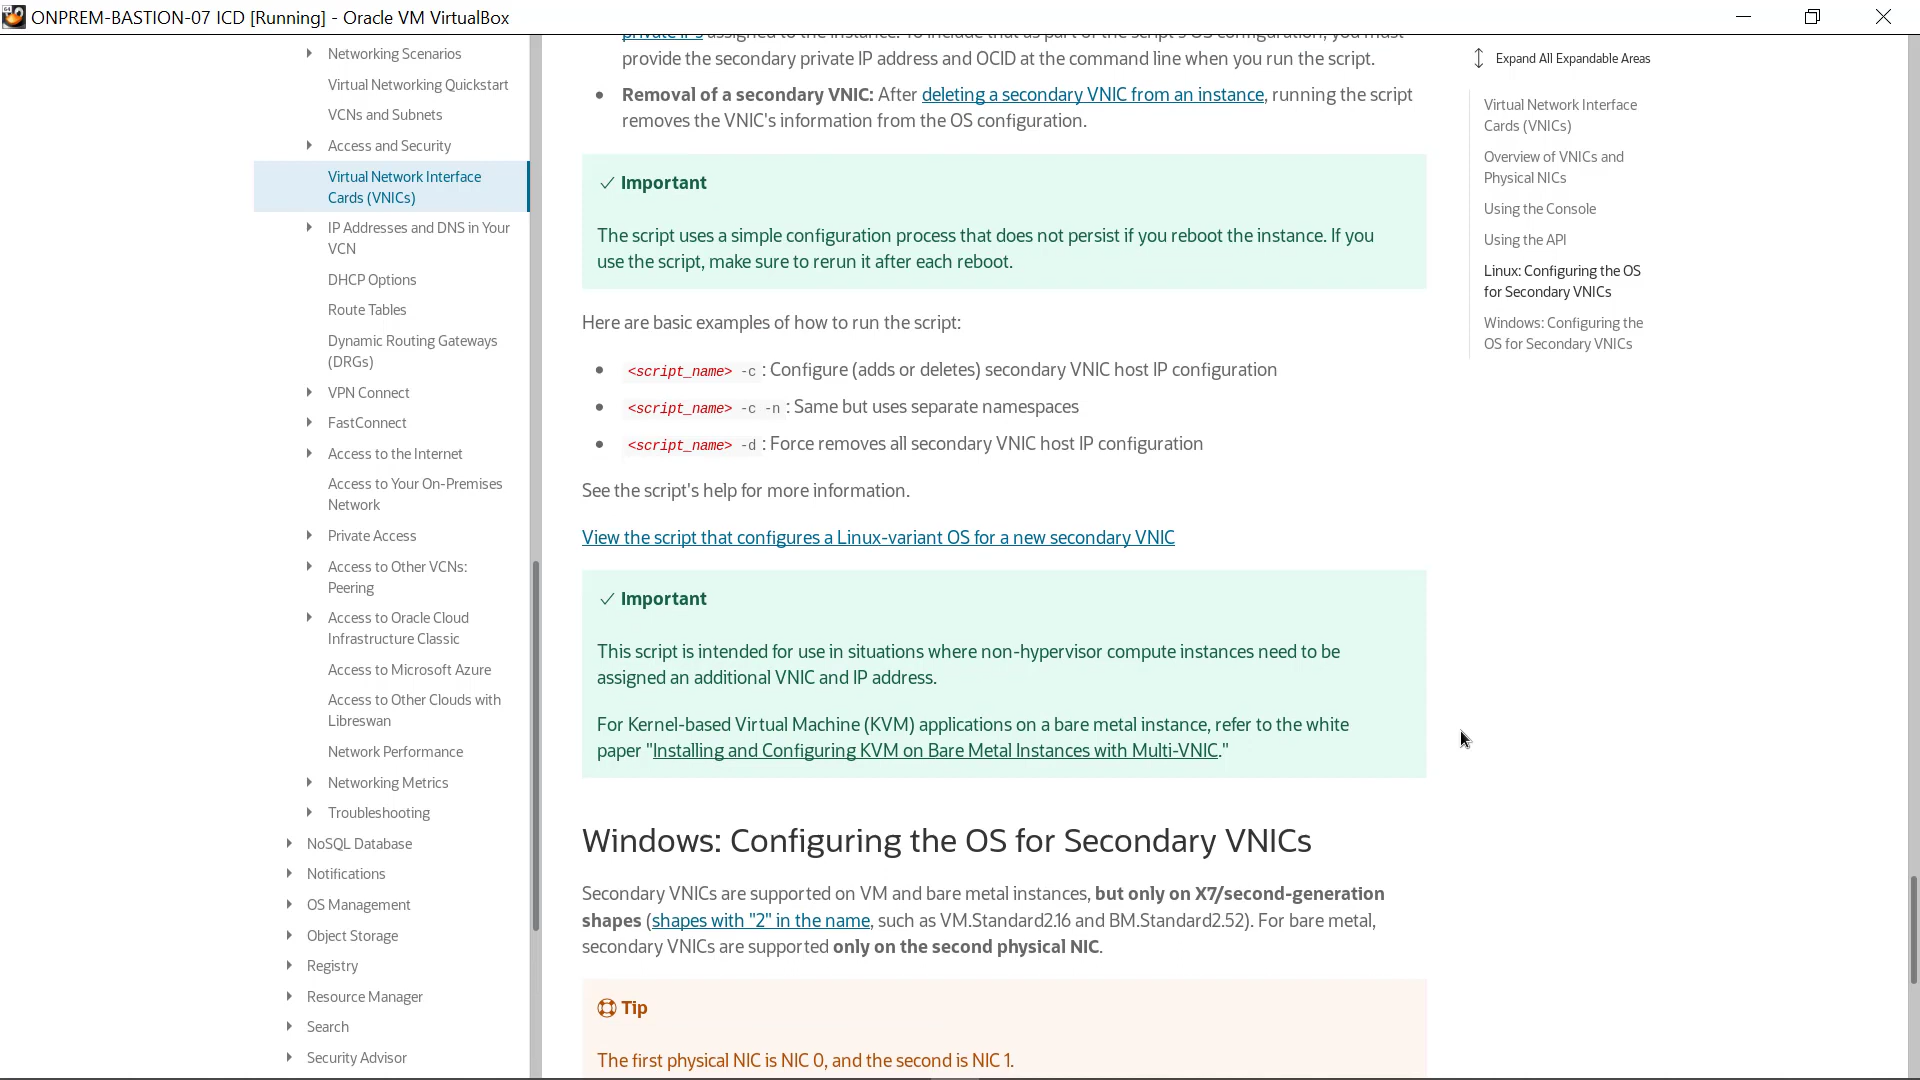 ONPREM-BASTION-07 ICD [Running] - Oracle VM VirtualBox
Networking Scenarios
Virtual Networking Quickstart
VCNs and Subnets
Access and Security
Virtual Network Interface
Cards (VNICs)
IP Addresses and DNS in Your
VCN
DHCP Options
Route Tables
Dynamic Routing Gateways
(DRGs)
VPN Connect
FastConnect
Access to the Internet
Access to Your On-Premises
Network
Private Access
Access to Other VCNs:
Peering
Access to Oracle Cloud
Infrastructure Classic
Access to Microsoft Azure
Access to Other Clouds with
Libreswan
Network Performance
Networking Metrics
Troubleshooting
NoSQL Database
Notifications
OS Management
Object Storage
Registry
Resource Manager
Search
Security Advisor
private IPs assigned to the instance. To include that as part of the script's OS configuration, you must
provide the secondary private IP address and OCID at the command line when you run the script.
• Removal of a secondary VNIC: After deleting a secondary VNIC from an instance, running the script
removes the VNIC's information from the OS configuration.
Important
The script uses a simple configuration process that does not persist if you reboot the instance. If you
use the script, make sure to rerun it after each reboot.
Here are basic examples of how to run the script:
• <script_name> -c : Configure (adds or deletes) secondary VNIC host IP configuration
• <script_name> -c -n : Same but uses separate namespaces
• <script_name> -d : Force removes all secondary VNIC host IP configuration
See the script's help for more information.
View the script that configures a Linux-variant OS for a new secondary VNIC
Important
This script is intended for use in situations where non-hypervisor compute instances need to be
assigned an additional VNIC and IP address.
For Kernel-based Virtual Machine (KVM) applications on a bare metal instance, refer to the white
paper "Installing and Configuring KVM on Bare Metal Instances with Multi-VNIC."
Windows: Configuring the OS for Secondary VNICs
Secondary VNICs are supported on VM and bare metal instances, but only on X7/second-generation
shapes (shapes with "2" in the name, such as VM.Standard2.16 and BM.Standard2.52). For bare metal,
secondary VNICs are supported only on the second physical NIC.
Tip
The first physical NIC is NIC 0, and the second is NIC 1.
Expand All Expandable Areas
Virtual Network Interface
Cards (VNICs)
Overview of VNICs and
Physical NICs
Using the Console
Using the API
Linux: Configuring the OS
for Secondary VNICs
Windows: Configuring the
OS for Secondary VNICs